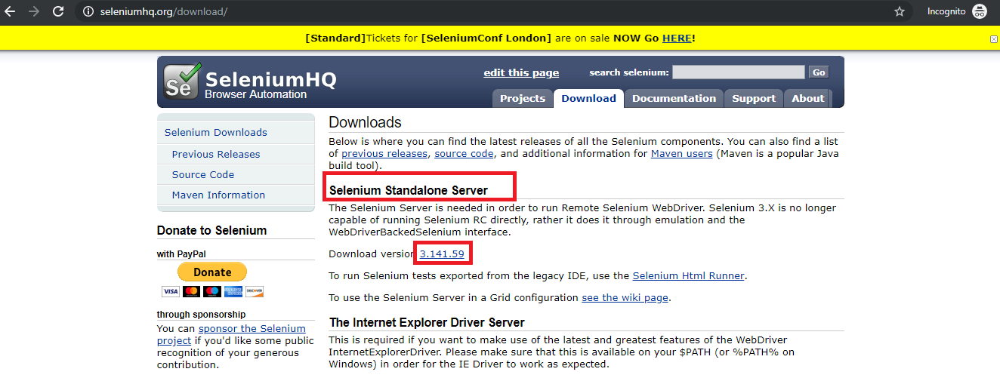 seleniumhq.org/download/
Incognito
[Standard]Tickets for [SeleniumConf London] are on sale NOW Go HERE!
Se
SeleniumHQ
Browser Automation
edit this page
search selenium:
Go
Projects
Download
Documentation
Support
About
Selenium Downloads
Previous Releases
Source Code
Maven Information
Donate to Selenium
with PayPal
Donate
VISA
DISCOVER
through sponsorship
You can sponsor the Selenium
project if you'd like some public
recognition of your generous
contribution.
Downloads
Below is where you can find the latest releases of all the Selenium components. You can also find a list
of previous releases, source code, and additional information for Maven users (Maven is a popular Java
build tool).
Selenium Standalone Server
The Selenium Server is needed in order to run Remote Selenium WebDriver. Selenium 3.X is no longer
capable of running Selenium RC directly, rather it does it through emulation and the
WebDriverBackedSelenium interface.
Download version 3.141.59
To run Selenium tests exported from the legacy IDE, use the Selenium Html Runner.
To use the Selenium Server in a Grid configuration see the wiki page.
The Internet Explorer Driver Server
This is required if you want to make use of the latest and greatest features of the WebDriver
InternetExplorerDriver. Please make sure that this is available on your $PATH (or %PATH% on
Windows) in order for the IE Driver to work as expected.